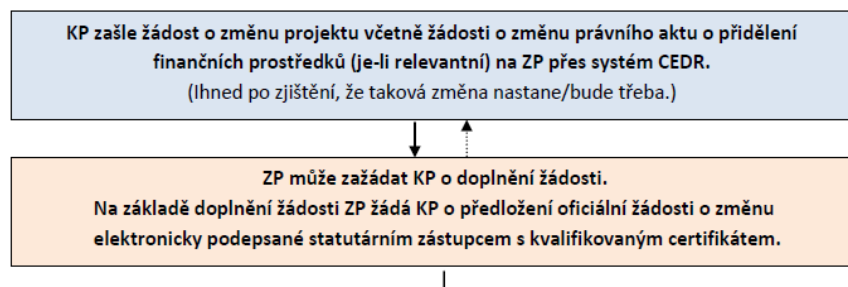 KP zašle žádost o změnu projektu včetně žádosti o změnu právního aktu o přidělení
finančních prostředků (je-li relevantní) na ZP přes systém CEDR.
(Ihned po zjištění, že taková změna nastane/bude třeba.)
ZP může zažádat KP o doplnění žádosti.
Na základě doplnění žádosti ZP žádá KP o předložení oficiální žádosti o změnu
elektronicky podepsané statutárním zástupcem s kvalifikovaným certifikátem.